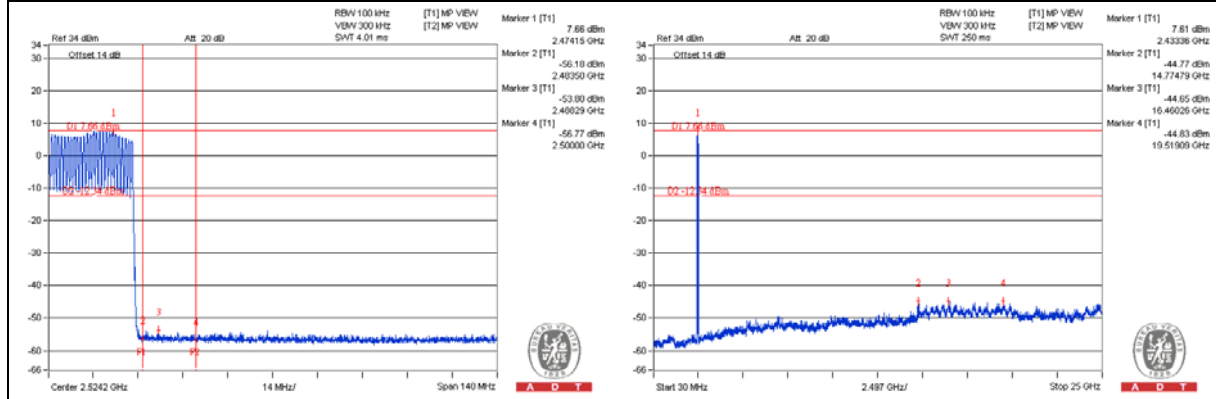 RBW 100 kHz [T1] MP VIEW
VBW 300 kHz [T2] MP VIEW
Ref 34 dBm Att 20 dB SWT 4.01 ms
Offset 14 dB
34
30
20
10
0
-10
-20
-30
-40
-50
-60
-66
1
D1 7.66 dBm
D2 -12.34 dBm
3
2
4
F1
F2
Center 2.5242 GHz 14 MHz/ Span 140 MHz
Marker 1 [T1]
7.66 dBm
2.47415 GHz
Marker 2 [T1]
-56.18 dBm
2.48350 GHz
Marker 3 [T1]
-53.80 dBm
2.48829 GHz
Marker 4 [T1]
-56.77 dBm
2.50000 GHz
BUREAU VERITAS
1828
A D T
RBW 100 kHz [T1] MP VIEW
VBW 300 kHz [T2] MP VIEW
Ref 34 dBm Att 20 dB SWT 250 ms
Offset 14 dB
34
30
20
10
0
-10
-20
-30
-40
-50
-60
-66
1
D1 7.66 dBm
D2 -12.34 dBm
2
3
4
Start 30 MHz 2.497 GHz/ Stop 25 GHz
Marker 1 [T1]
7.61 dBm
2.43336 GHz
Marker 2 [T1]
-44.77 dBm
14.77479 GHz
Marker 3 [T1]
-44.65 dBm
16.46026 GHz
Marker 4 [T1]
-44.83 dBm
19.51909 GHz
BUREAU VERITAS
1828
A D T